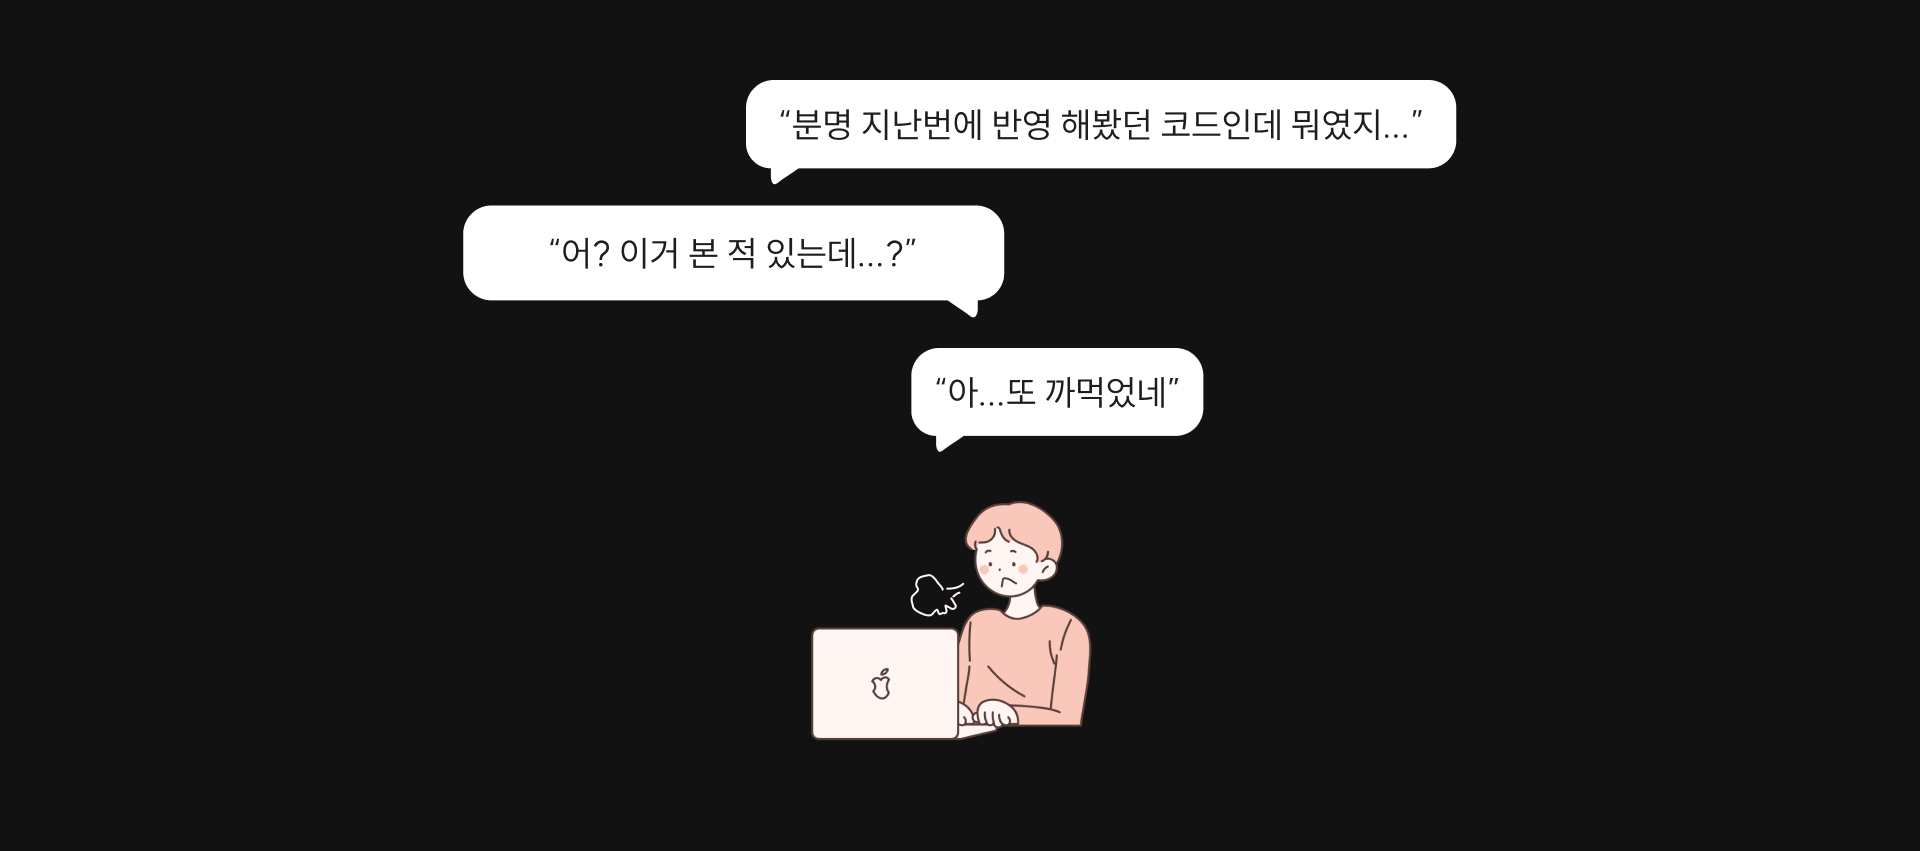 “분명 지난번에 반영 해봤던 코드인데 뭐였지...”
“어? 이거 본 적 있는데...?”
“아...또 까먹었네”